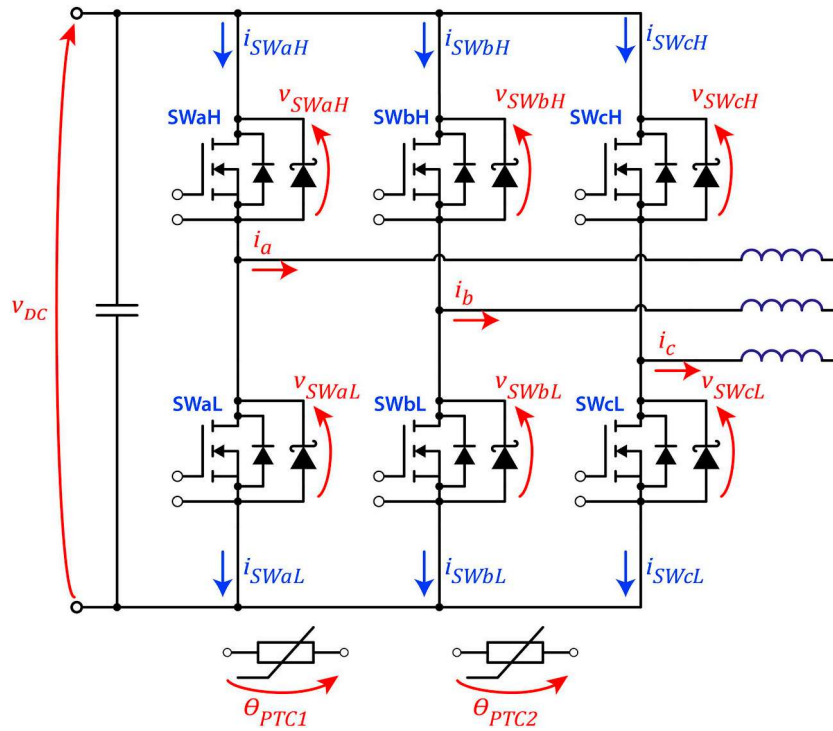 i_SWaH i_SWbH i_SWcH
v_SWaH v_SWbH v_SWcH
SWaH SWbH SWcH
i_a
i_b
v_DC
i_c
v_SWaL v_SWbL v_SWcL
SWaL SWbL SWcL
i_SWaL i_SWbL i_SWcL
θ_PTC1 θ_PTC2